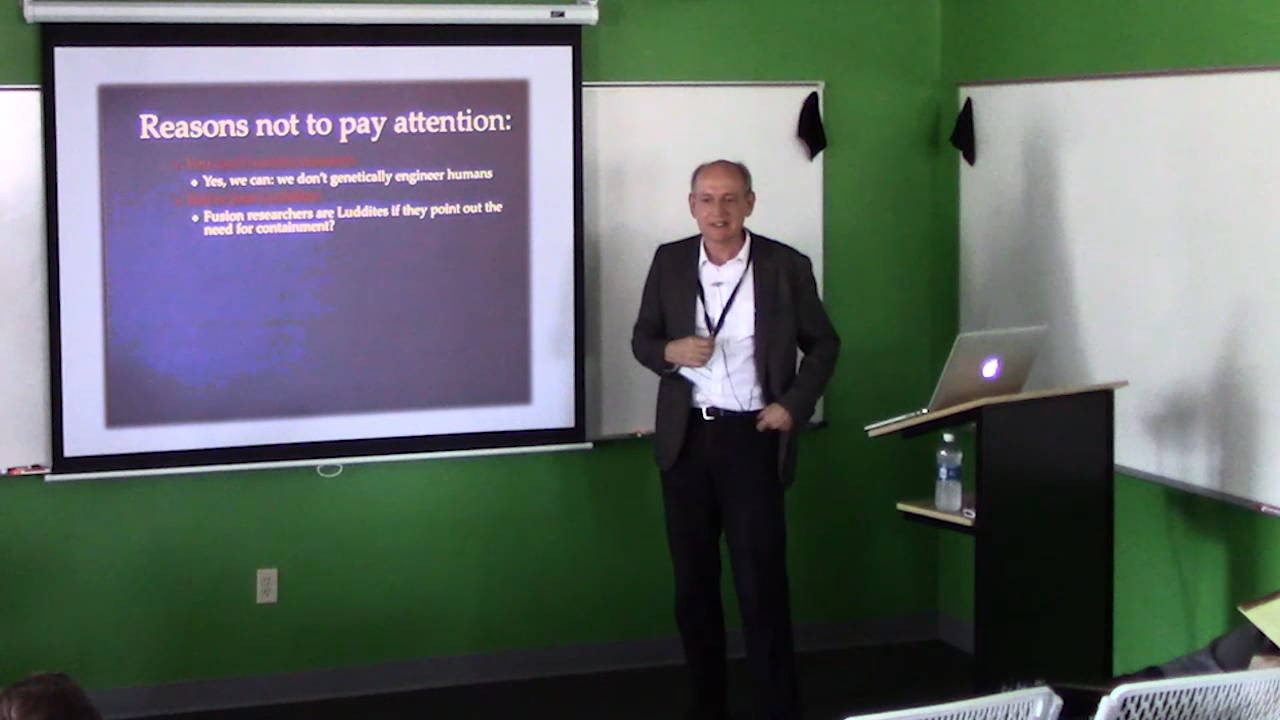 Reasons not to pay attention:
Yes, we can: we don't genetically engineer humans
Fusion researchers are Luddites if they point out the
need for containment?